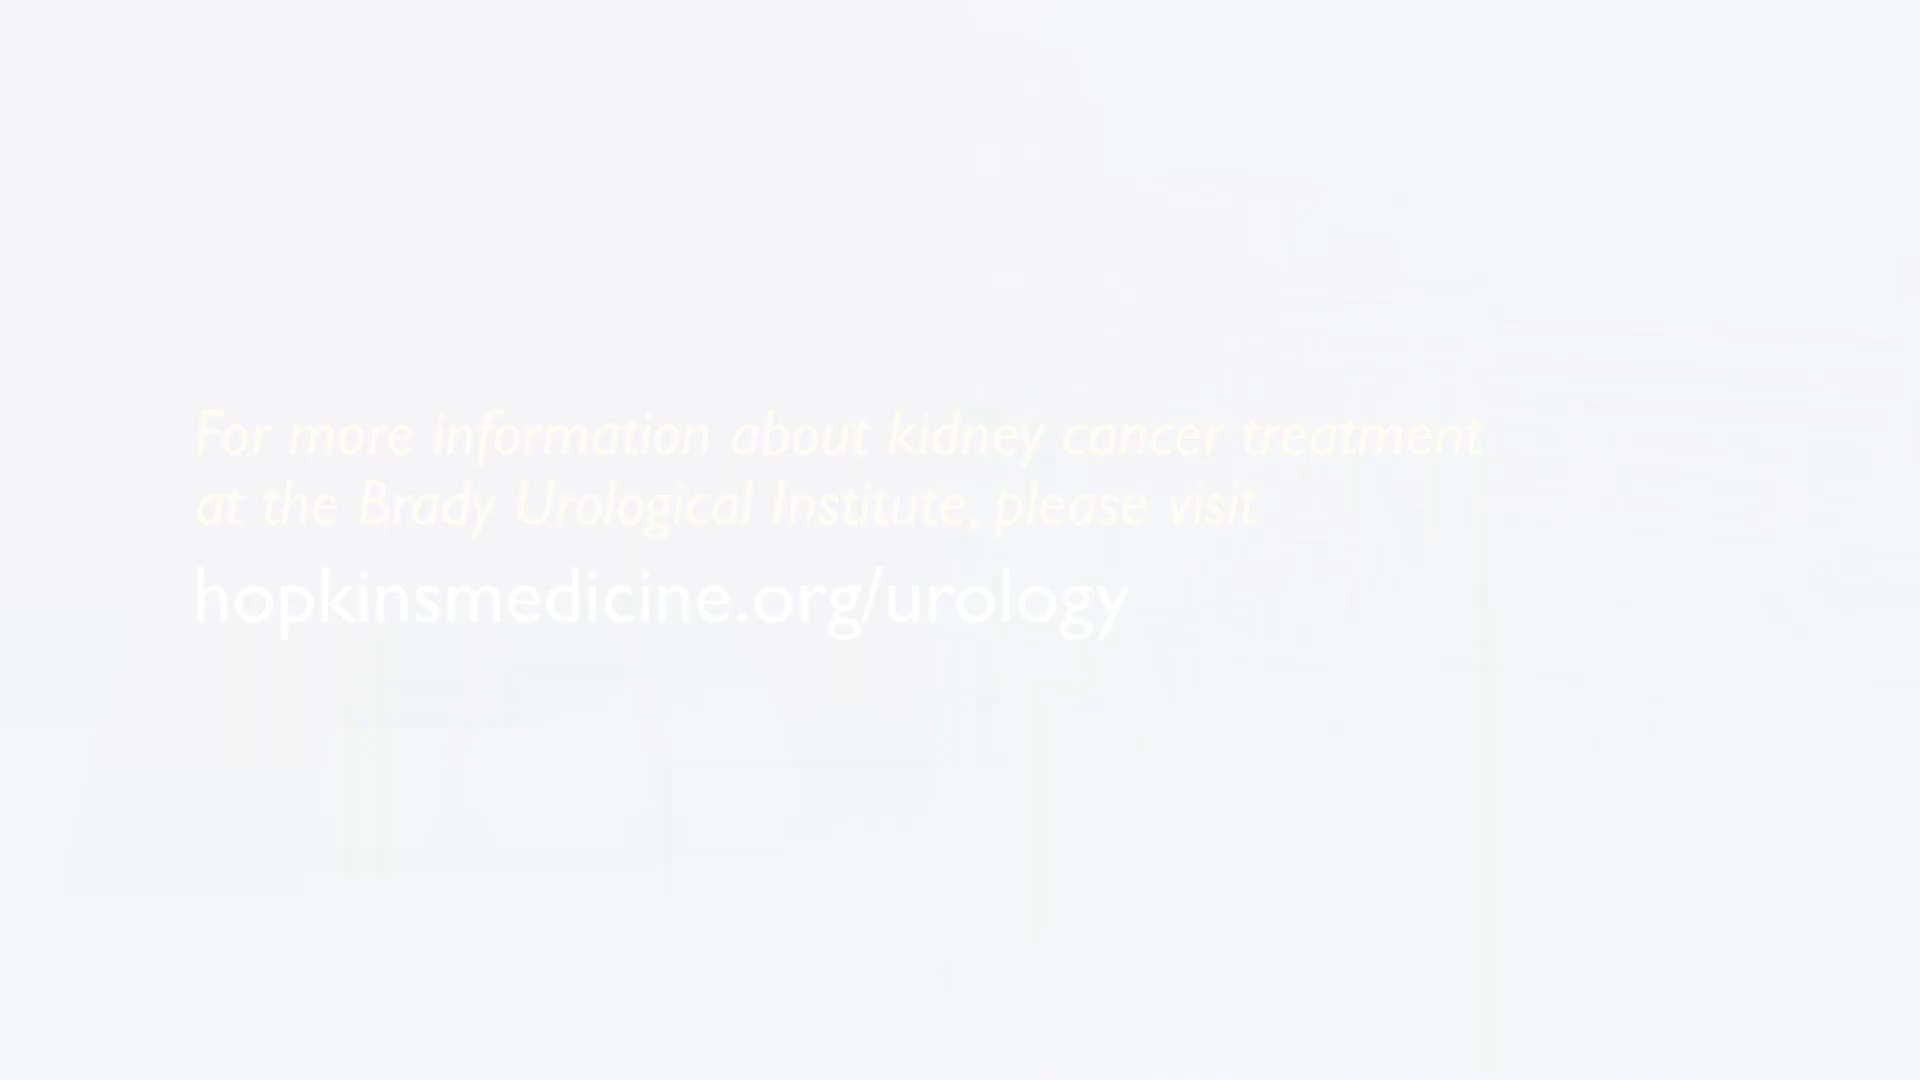 For more information about kidney cancer treatment
at the Brady Urological Institute, please visit
hopkinsmedicine.org/urology